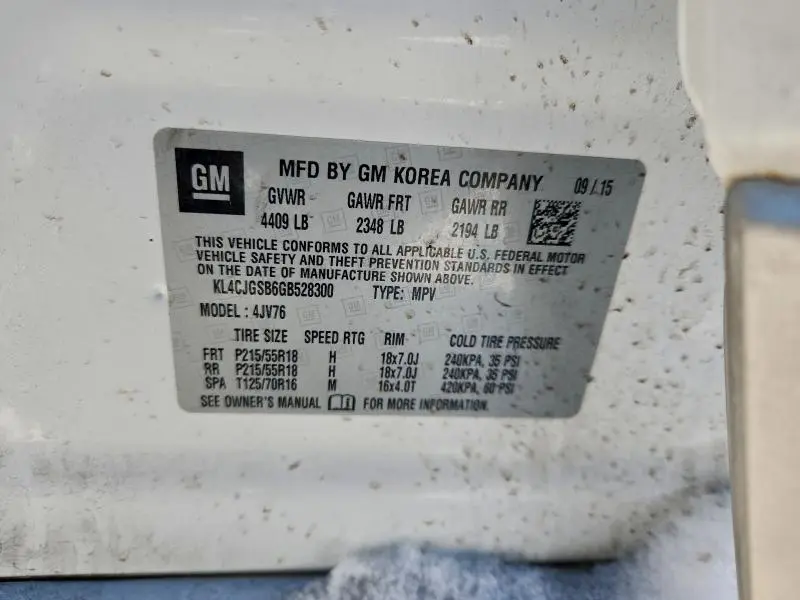 GM
MFD BY GM KOREA COMPANY 09/15
GVWR GAWR FRT GAWR RR
4409 LB 2348 LB 2194 LB
THIS VEHICLE CONFORMS TO ALL APPLICABLE U.S. FEDERAL MOTOR
VEHICLE SAFETY AND THEFT PREVENTION STANDARDS IN EFFECT
ON THE DATE OF MANUFACTURE SHOWN ABOVE.
KL4CJGSB6GB528300 TYPE: MPV
MODEL: 4JV76
TIRE SIZE SPEED RTG RIM COLD TIRE PRESSURE
FRT P215/55R18 H 18x7.0J 240KPA, 35 PSI
RR P215/55R18 H 18x7.0J 240KPA, 35 PSI
SPA T125/70R16 M 16x4.0T 420KPA, 60 PSI
SEE OWNER'S MANUAL FOR MORE INFORMATION.